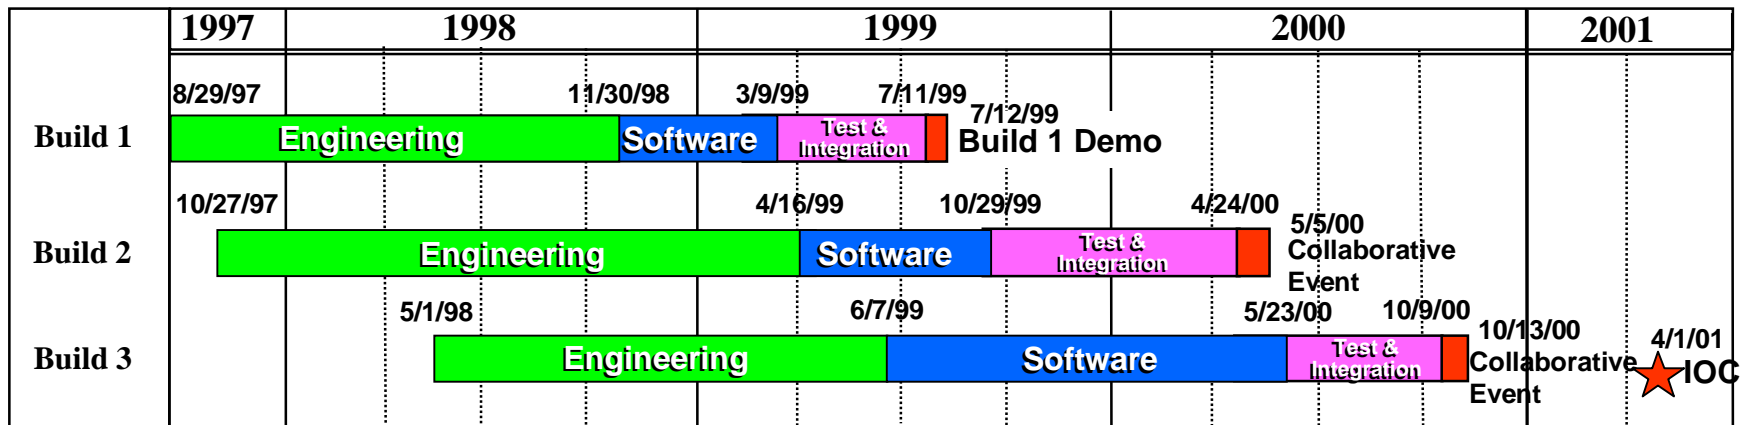 1997 1998 1999 2000 2001
8/29/97 11/30/98 3/9/99 7/11/99
7/12/99
Build 1 Engineering Software Test & Integration Build 1 Demo
10/27/97 4/16/99 10/29/99 4/24/00
5/5/00
Build 2 Engineering Software Test & Integration Collaborative
Event
5/1/98 6/7/99 5/23/00 10/9/00
10/13/00 4/1/01
Build 3 Engineering Software Test & Integration Collaborative IOC
Event